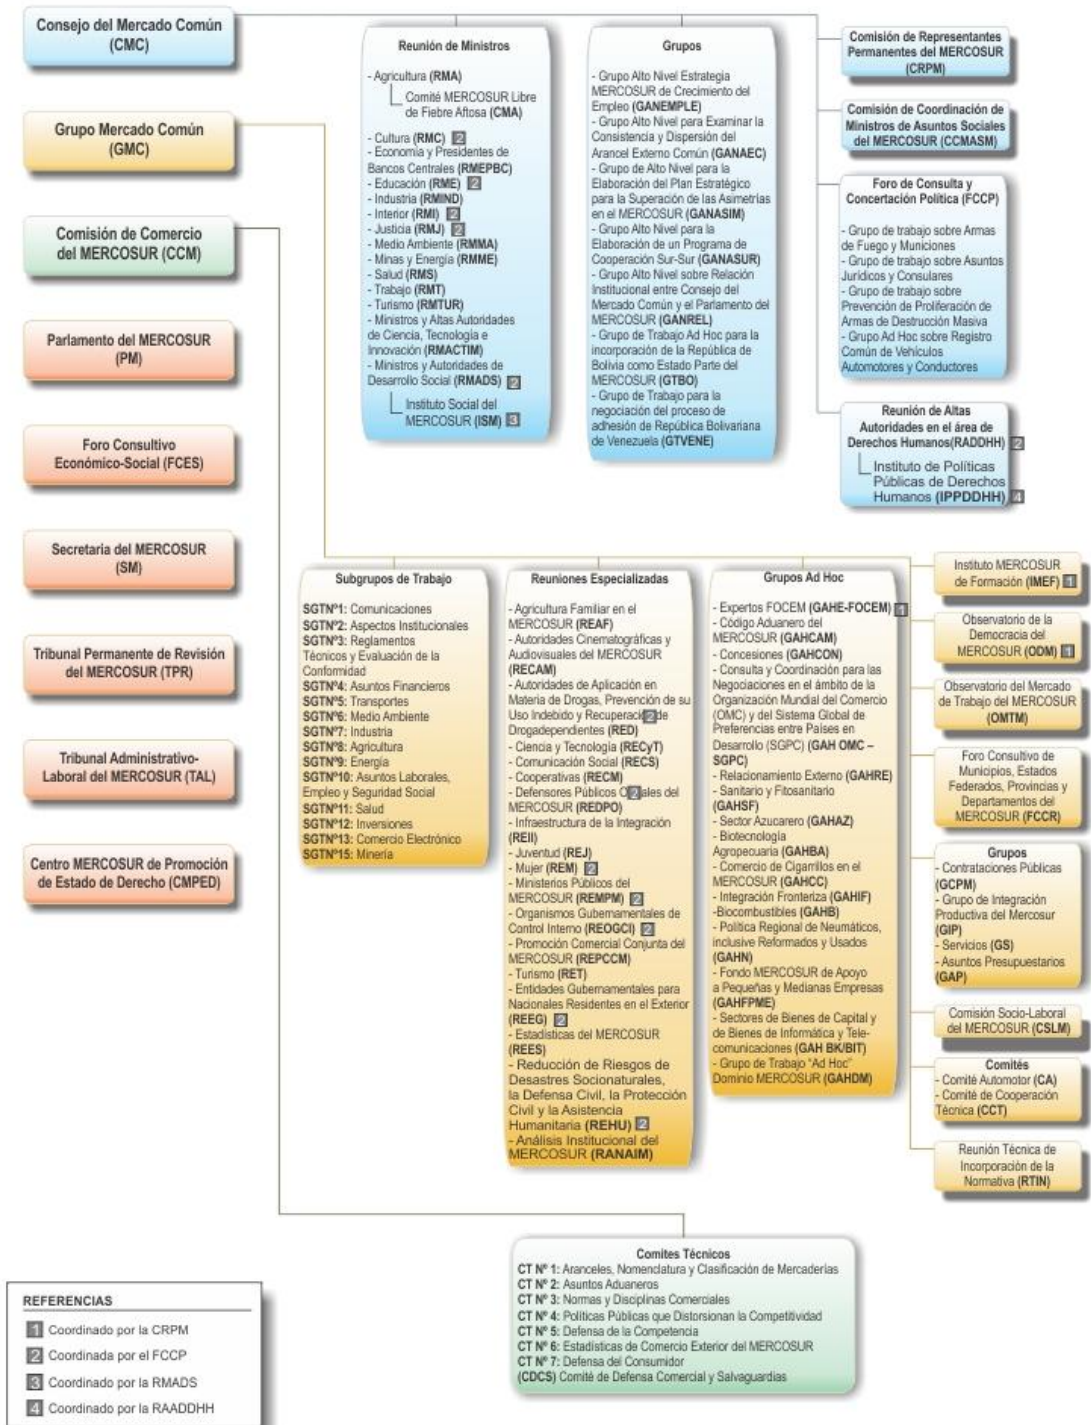 Consejo del Mercado Común
(CMC)
Grupo Mercado Común
(GMC)
Comisión de Comercio
del MERCOSUR (CCM)
Parlamento del MERCOSUR
(PM)
Foro Consultivo
Económico-Social (FCES)
Secretaria del MERCOSUR
(SM)
Tribunal Permanente de Revisión
del MERCOSUR (TPR)
Tribunal Administrativo-
Laboral del MERCOSUR (TAL)
Centro MERCOSUR de Promoción
de Estado de Derecho (CMPED)
Reunión de Ministros
- Agricultura (RMA)
Comité MERCOSUR Libre
de Fiebre Aftosa (CMA)
- Cultura (RMC) 2
- Economía y Presidentes de
Bancos Centrales (RMEPBC)
- Educación (RME) 2
- Industria (RMIND)
- Interior (RMI) 2
- Justicia (RMJ) 2
- Medio Ambiente (RMMA)
- Minas y Energía (RMME)
- Salud (RMS)
- Trabajo (RMT)
- Turismo (RMTUR)
- Ministros y Altas Autoridades
de Ciencia, Tecnología e
Innovación (RMACTIM)
- Ministros y Autoridades de
Desarrollo Social (RMADS) 2
Instituto Social del
MERCOSUR (ISM) 3
Grupos
- Grupo Alto Nivel Estrategia
MERCOSUR de Crecimiento del
Empleo (GANEMPLE)
- Grupo Alto Nivel para Examinar la
Consistencia y Dispersión del
Arancel Externo Común (GANAEC)
- Grupo de Alto Nivel para la
Elaboración del Plan Estratégico
para la Superación de las Asimetrías
en el MERCOSUR (GANASIM)
- Grupo Alto Nivel para la
Elaboración de un Programa de
Cooperación Sur-Sur (GANASUR)
- Grupo Alto Nivel sobre Relación
Institucional entre Consejo del
Mercado Común y el Parlamento del
MERCOSUR (GANREL)
- Grupo de Trabajo Ad Hoc para la
incorporación de la República de
Bolivia como Estado Parte del
MERCOSUR (GTBO)
- Grupo de Trabajo para la
negociación del proceso de
adhesión de República Bolivariana
de Venezuela (GTVENE)
Comisión de Representantes
Permanentes del MERCOSUR
(CRPM)
Comisión de Coordinación de
Ministros de Asuntos Sociales
del MERCOSUR (CCMASM)
Foro de Consulta y
Concertación Política (FCCP)
- Grupo de trabajo sobre Armas
de Fuego y Municiones
- Grupo de trabajo sobre Asuntos
Jurídicos y Consulares
- Grupo de trabajo sobre
Prevención de Proliferación de
Armas de Destrucción Masiva
- Grupo Ad Hoc sobre Registro
Común de Vehículos
Automotores y Conductores
Reunión de Altas
Autoridades en el área de
Derechos Humanos(RADDHH) 2
Instituto de Políticas
Públicas de Derechos
Humanos (IPPDDHH) 4
Subgrupos de Trabajo
SGTNº1: Comunicaciones
SGTNº2: Aspectos Institucionales
SGTNº3: Reglamentos
Técnicos y Evaluación de la
Conformidad
SGTNº4: Asuntos Financieros
SGTNº5: Transportes
SGTNº6: Medio Ambiente
SGTNº7: Industria
SGTNº8: Agricultura
SGTNº9: Energía
SGTNº10: Asuntos Laborales,
Empleo y Seguridad Social
SGTNº11: Salud
SGTNº12: Inversiones
SGTNº13: Comercio Electrónico
SGTNº15: Minería
Reuniones Especializadas
- Agricultura Familiar en el
MERCOSUR (REAF)
- Autoridades Cinematográficas y
Audiovisuales del MERCOSUR
(RECAM)
- Autoridades de Aplicación en
Materia de Drogas, Prevención de su
Uso Indebido y 2 de
Drogadependientes (RED)
- Ciencia y Tecnología (RECyT)
- Comunicación Social (RECS)
- Cooperativas (RECM)
- Defensores Públicos 2 del
MERCOSUR (REDPO)
- Infraestructura de la Integración
(REII)
- Juventud (REJ)
- Mujer (REM) 2
- Ministerios Públicos del
MERCOSUR (REMPM) 2
- Organismos Gubernamentales de
Control Interno (REOGCI) 2
- Promoción Comercial Conjunta del
MERCOSUR (REPCCM)
- Turismo (RET)
- Entidades Gubernamentales para
Nacionales Residentes en el Exterior
(REEG) 2
- Estadísticas del MERCOSUR
(REES)
- Reducción de Riesgos de
Desastres Socionaturales,
la Defensa Civil, la Protección
Civil y la Asistencia
Humanitaria (REHU) 2
- Análisis Institucional del
MERCOSUR (RANAIM)
Grupos Ad Hoc
- Expertos FOCEM (GAHE-FOCEM) 1
- Código Aduanero del
MERCOSUR (GAHCAM)
- Concesiones (GAHCON)
- Consulta y Coordinación para las
Negociaciones en el ámbito de la
Organización Mundial del Comercio
(OMC) y del Sistema Global de
Preferencias entre Países en
Desarrollo (SGPC) (GAH OMC –
SGPC)
- Relacionamiento Externo (GAHRE)
- Sanitario y Fitosanitario
(GAHSF)
- Sector Azucarero (GAHAZ)
- Biotecnología
Agropecuaria (GAHBA)
- Comercio de Cigarrillos en el
MERCOSUR (GAHCC)
- Integración Fronteriza (GAHIF)
-Biocombustibles (GAHB)
- Política Regional de Neumáticos,
inclusive Reformados y Usados
(GAHN)
- Fondo MERCOSUR de Apoyo
a Pequeñas y Medianas Empresas
(GAHFPME)
- Sectores de Bienes de Capital y
de Bienes de Informática y Tele-
comunicaciones (GAH BK/BIT)
- Grupo de Trabajo "Ad Hoc"
Dominio MERCOSUR (GAHDM)
Instituto MERCOSUR
de Formación (IMEF) 1
Observatorio de la
Democracia del
MERCOSUR (ODM) 1
Observatorio del Mercado
de Trabajo del MERCOSUR
(OMTM)
Foro Consultivo de
Municipios, Estados
Federados, Provincias y
Departamentos del
MERCOSUR (FCCR)
Grupos
- Contrataciones Públicas
(GCPM)
- Grupo de Integración
Productiva del Mercosur
(GIP)
- Servicios (GS)
- Asuntos Presupuestarios
(GAP)
Comisión Socio-Laboral
del MERCOSUR (CSLM)
Comités
- Comité Automotor (CA)
- Comité de Cooperación
Técnica (CCT)
Reunión Técnica de
Incorporación de la
Normativa (RTIN)
Comites Técnicos
CT Nº 1: Aranceles, Nomenclatura y Clasificación de Mercaderías
CT Nº 2: Asuntos Aduaneros
CT Nº 3: Normas y Disciplinas Comerciales
CT Nº 4: Políticas Públicas que Distorsionan la Competitividad
CT Nº 5: Defensa de la Competencia
CT Nº 6: Estadísticas de Comercio Exterior del MERCOSUR
CT Nº 7: Defensa del Consumidor
(CDCS) Comité de Defensa Comercial y Salvaguardias
REFERENCIAS
1 Coordinado por la CRPM
2 Coordinada por el FCCP
3 Coordinado por la RMADS
4 Coordinado por la RAADDHH